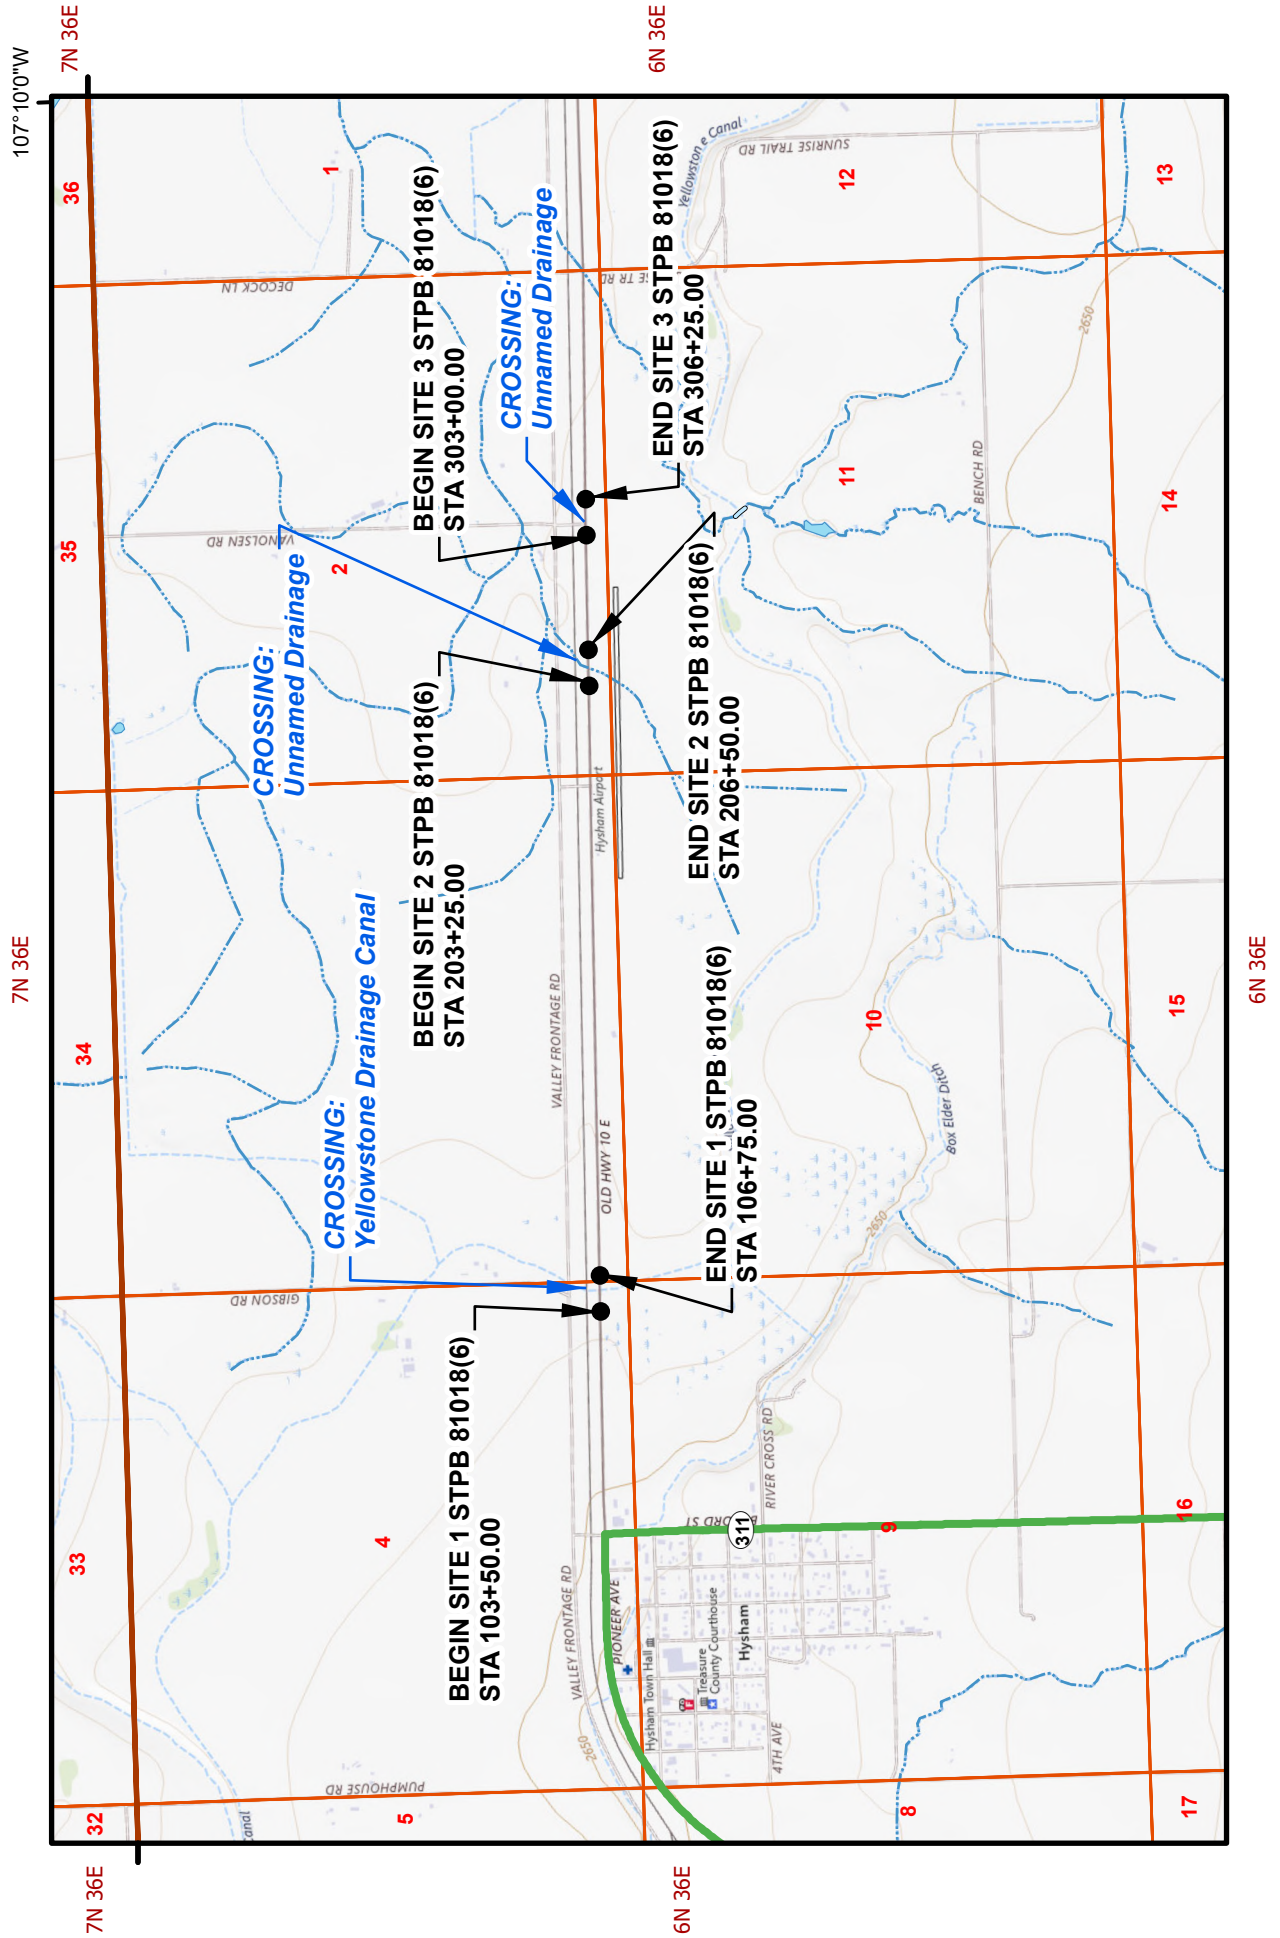 7N 36E
7N 36E
7N 36E
107°10'0"W
6N 36E
6N 36E
6N 36E
32
33
34
35
36
5
4
2
1
8
9
10
11
12
17
16
15
14
13
BEGIN SITE 1 STPB 81018(6)
STA 103+50.00
CROSSING:
Yellowstone Drainage Canal
END SITE 1 STPB 81018(6)
STA 106+75.00
BEGIN SITE 2 STPB 81018(6)
STA 203+25.00
CROSSING:
Unnamed Drainage
END SITE 2 STPB 81018(6)
STA 206+50.00
BEGIN SITE 3 STPB 81018(6)
STA 303+00.00
CROSSING:
Unnamed Drainage
END SITE 3 STPB 81018(6)
STA 306+25.00
PUMPHOUSE RD
GIBSON RD
VANOLSEN RD
DECOCK LN
VALLEY FRONTAGE RD
VALLEY FRONTAGE RD
OLD HWY 10 E
PIONEER AVE
Hysham Town Hall
Treasure
County Courthouse
Hysham
4TH AVE
RIVER CROSS RD
311
2650
2650
2650
Hysham Airport
Box Elder Ditch
BENCH RD
SUNRISE TRAIL RD
Yellowstone Canal
anal